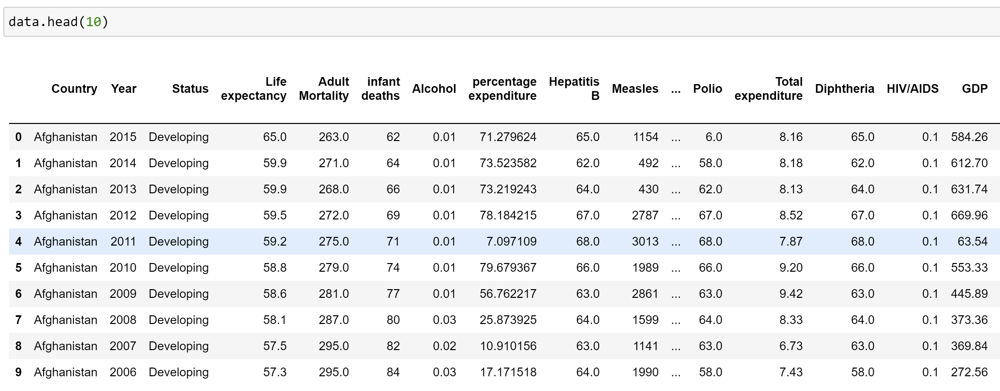 data.head(10)
Country Year Status Life expectancy Adult Mortality infant deaths Alcohol percentage expenditure Hepatitis B Measles ... Polio Total expenditure Diphtheria HIV/AIDS GDP
0 Afghanistan 2015 Developing 65.0 263.0 62 0.01 71.279624 65.0 1154 ... 6.0 8.16 65.0 0.1 584.26
1 Afghanistan 2014 Developing 59.9 271.0 64 0.01 73.523582 62.0 492 ... 58.0 8.18 62.0 0.1 612.70
2 Afghanistan 2013 Developing 59.9 268.0 66 0.01 73.219243 64.0 430 ... 62.0 8.13 64.0 0.1 631.74
3 Afghanistan 2012 Developing 59.5 272.0 69 0.01 78.184215 67.0 2787 ... 67.0 8.52 67.0 0.1 669.96
4 Afghanistan 2011 Developing 59.2 275.0 71 0.01 7.097109 68.0 3013 ... 68.0 7.87 68.0 0.1 63.54
5 Afghanistan 2010 Developing 58.8 279.0 74 0.01 79.679367 66.0 1989 ... 66.0 9.20 66.0 0.1 553.33
6 Afghanistan 2009 Developing 58.6 281.0 77 0.01 56.762217 63.0 2861 ... 63.0 9.42 63.0 0.1 445.89
7 Afghanistan 2008 Developing 58.1 287.0 80 0.03 25.873925 64.0 1599 ... 64.0 8.33 64.0 0.1 373.36
8 Afghanistan 2007 Developing 57.5 295.0 82 0.02 10.910156 63.0 1141 ... 63.0 6.73 63.0 0.1 369.84
9 Afghanistan 2006 Developing 57.3 295.0 84 0.03 17.171518 64.0 1990 ... 58.0 7.43 58.0 0.1 272.56